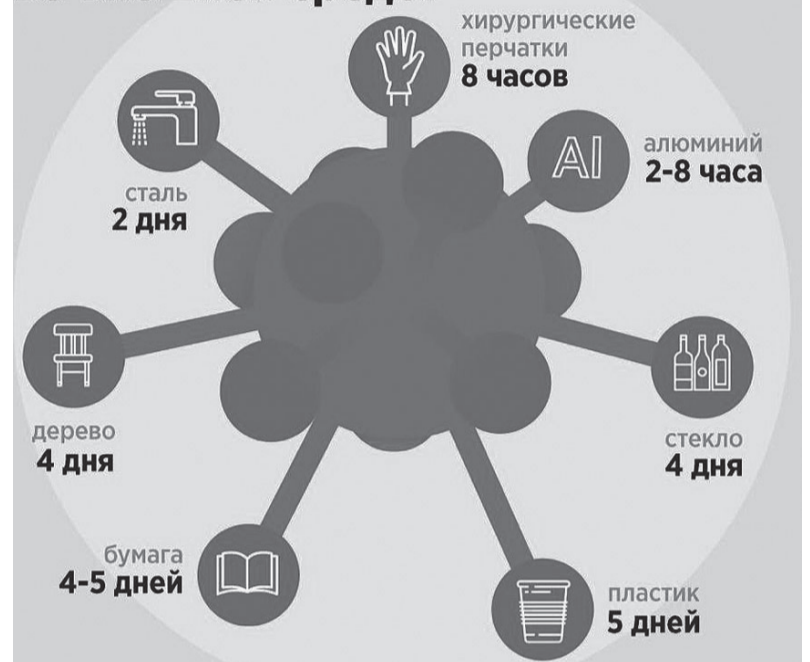 хирургические
перчатки
8 часов
Al
алюминий
2-8 часа
сталь
2 дня
дерево
4 дня
стекло
4 дня
бумага
4-5 дней
пластик
5 дней